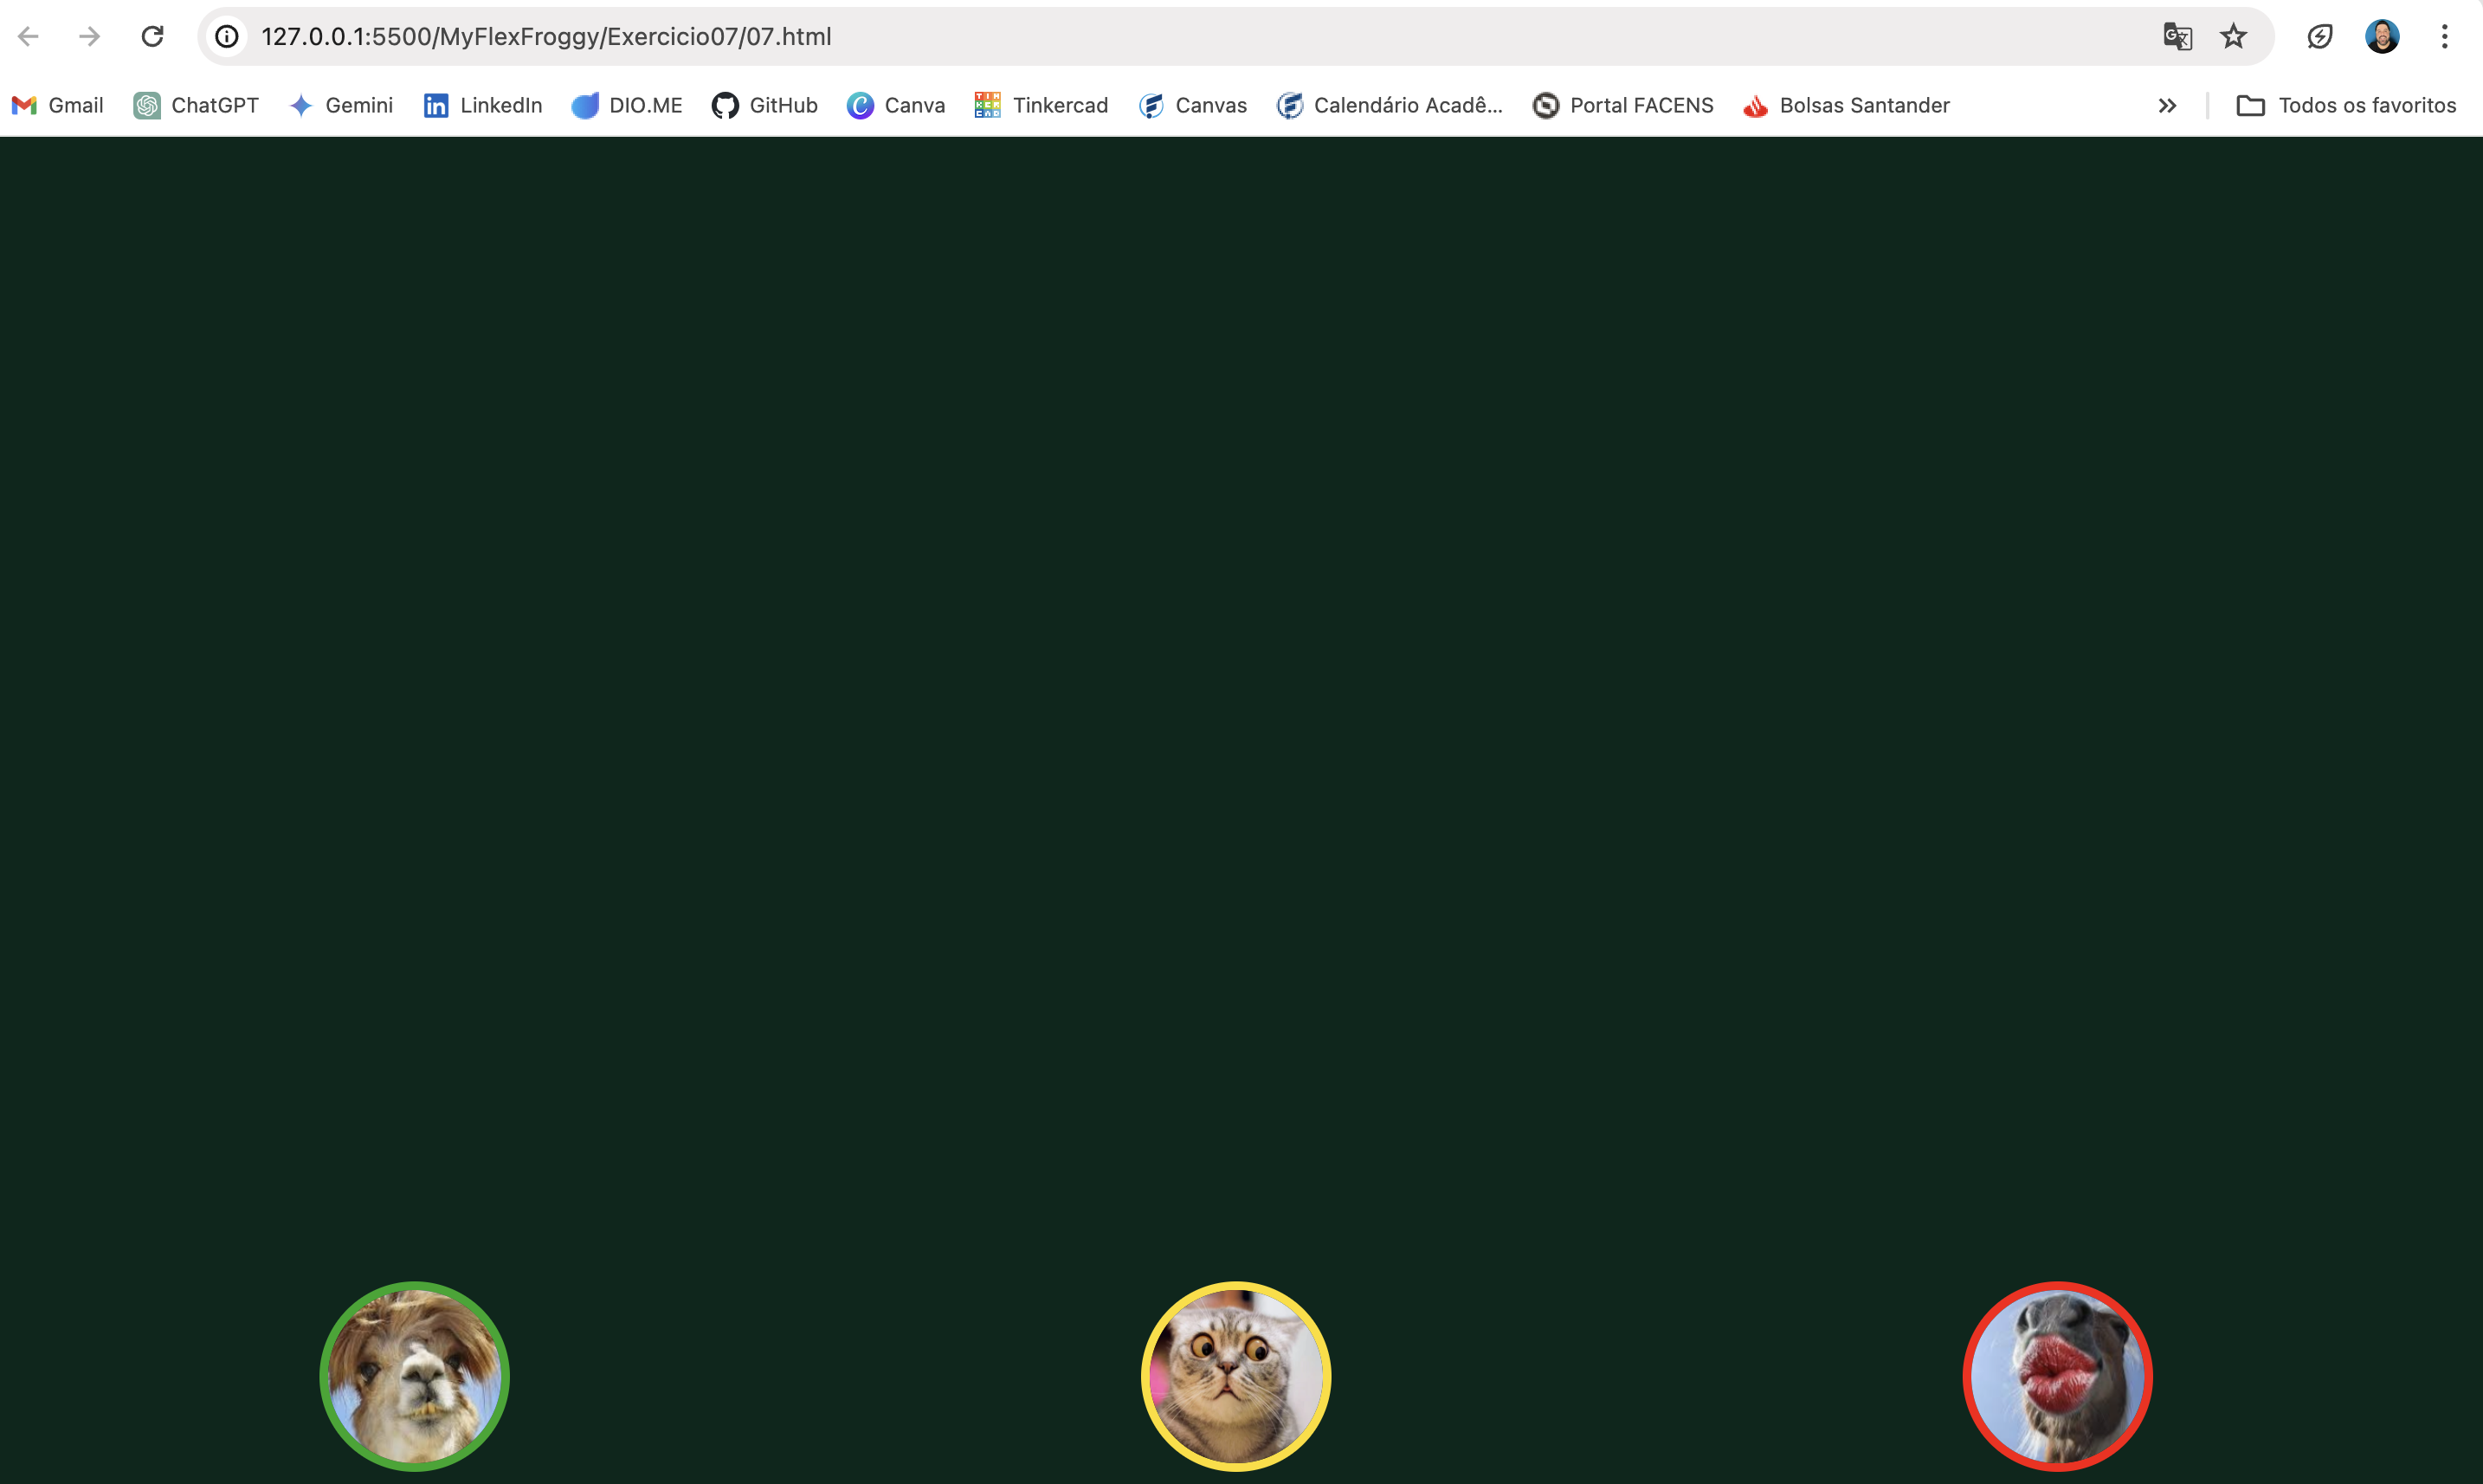 127.0.0.1:5500/MyFlexFroggy/Exercicio07/07.html
Gmail ChatGPT Gemini LinkedIn DIO.ME GitHub Canva Tinkercad Canvas Calendário Acadê... Portal FACENS Bolsas Santander » Todos os favoritos